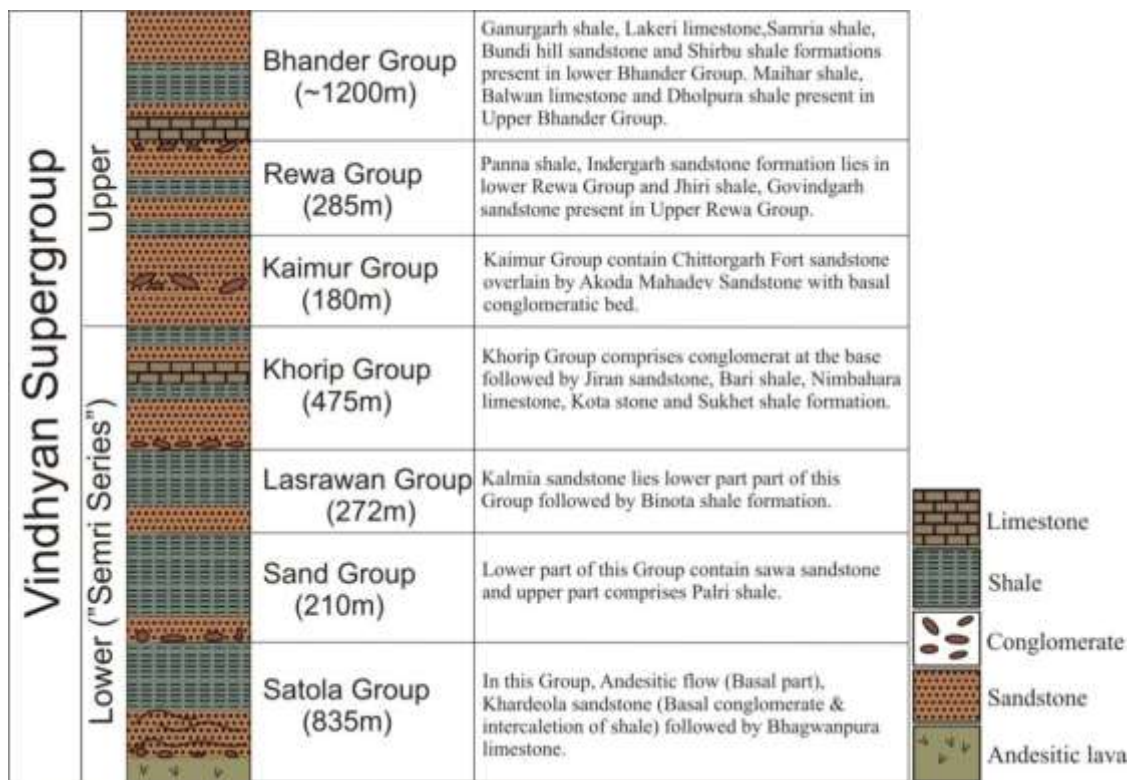 Vindhyan Supergroup
Upper
Lower ("Semri Series")
Bhander Group
(~1200m)
Ganurgarh shale, Lakeri limestone,Samria shale,
Bundi hill sandstone and Shirbu shale formations
present in lower Bhander Group. Maihar shale,
Balwan limestone and Dholpura shale present in
Upper Bhander Group.
Rewa Group
(285m)
Panna shale, Indergarh sandstone formation lies in
lower Rewa Group and Jhiri shale, Govindgarh
sandstone present in Upper Rewa Group.
Kaimur Group
(180m)
Kaimur Group contain Chittorgarh Fort sandstone
overlain by Akoda Mahadev Sandstone with basal
conglomeratic bed.
Khorip Group
(475m)
Khorip Group comprises conglomerat at the base
followed by Jiran sandstone, Bari shale, Nimbahara
limestone, Kota stone and Sukhet shale formation.
Lasrawan Group
(272m)
Kalmia sandstone lies lower part part of this
Group followed by Binota shale formation.
Sand Group
(210m)
Lower part of this Group contain sawa sandstone
and upper part comprises Palri shale.
Satola Group
(835m)
In this Group, Andesitic flow (Basal part),
Khardeola sandstone (Basal conglomerate &
intercaletion of shale) followed by Bhagwanpura
limestone.
Limestone
Shale
Conglomerate
Sandstone
Andesitic lava